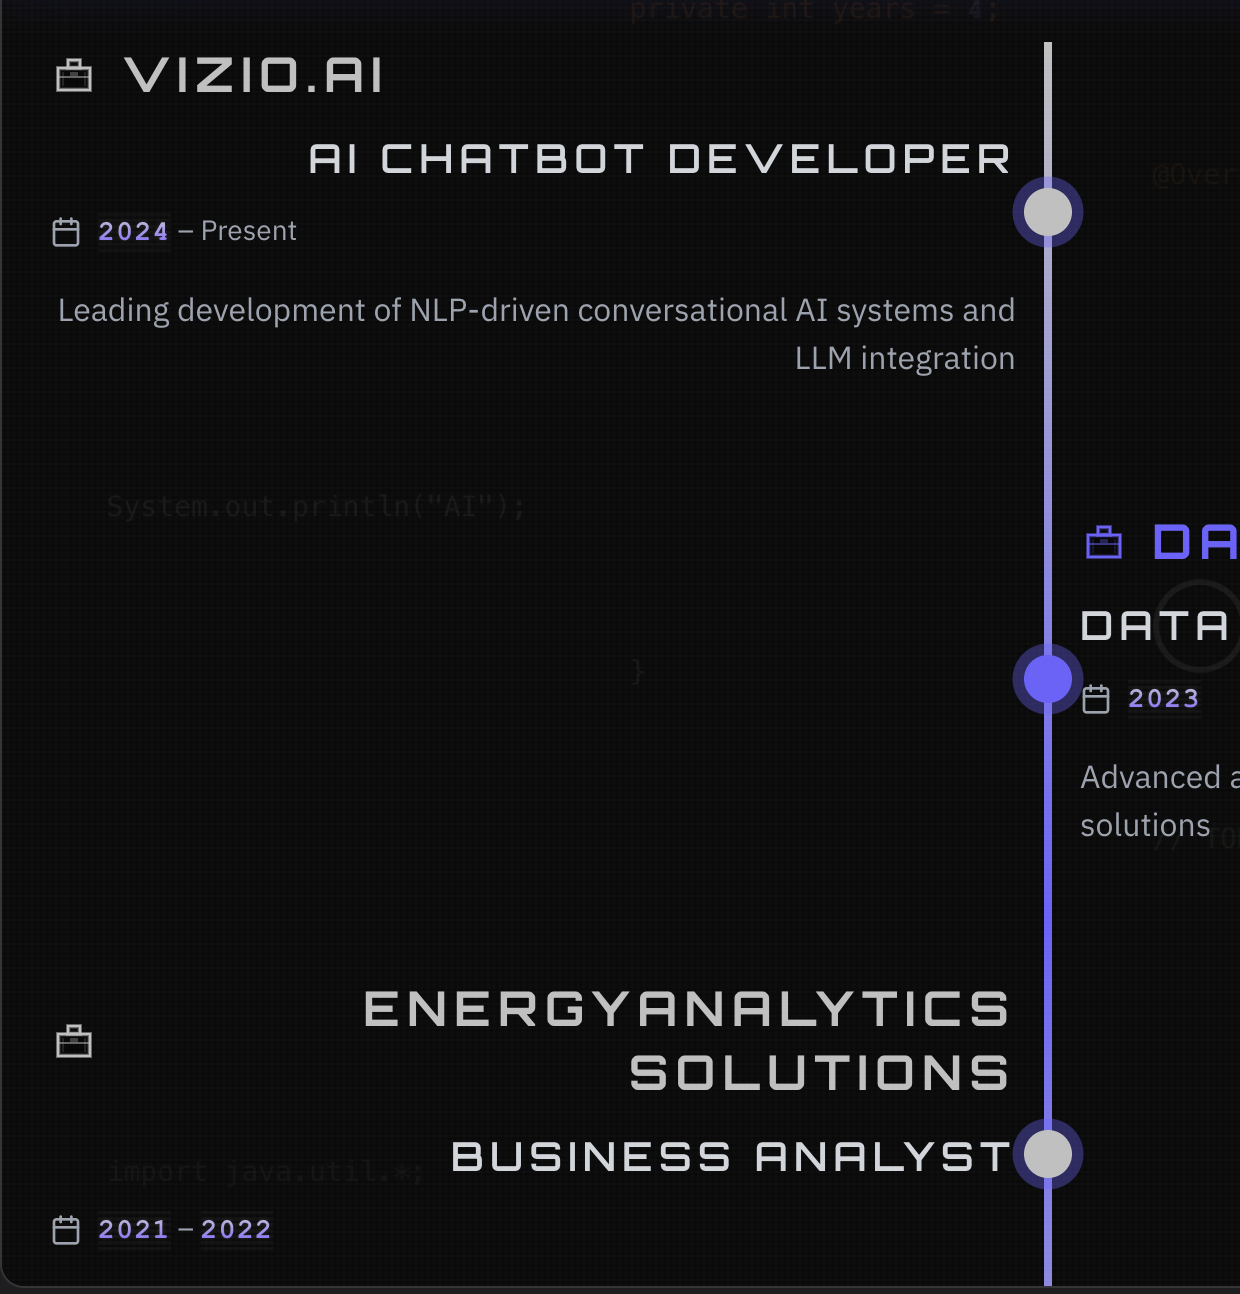 private int years = 4;
VIZIO.AI
AI CHATBOT DEVELOPER
@Over
2024 – Present
Leading development of NLP-driven conversational AI systems and
LLM integration
System.out.println("AI");
DA
DATA
}
2023
Advanced a
solutions
// TO
ENERGYANALYTICS
SOLUTIONS
BUSINESS ANALYST
import java.util.*;
2021 – 2022